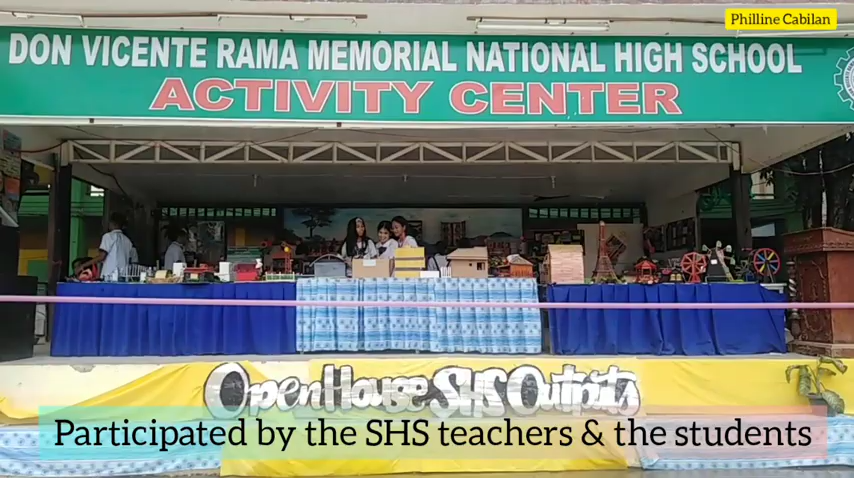 Philline Cabilan
DON VICENTE RAMA MEMORIAL NATIONAL HIGH SCHOOL
ACTIVITY CENTER
Open House SHS Outputs
Participated by the SHS teachers & the students